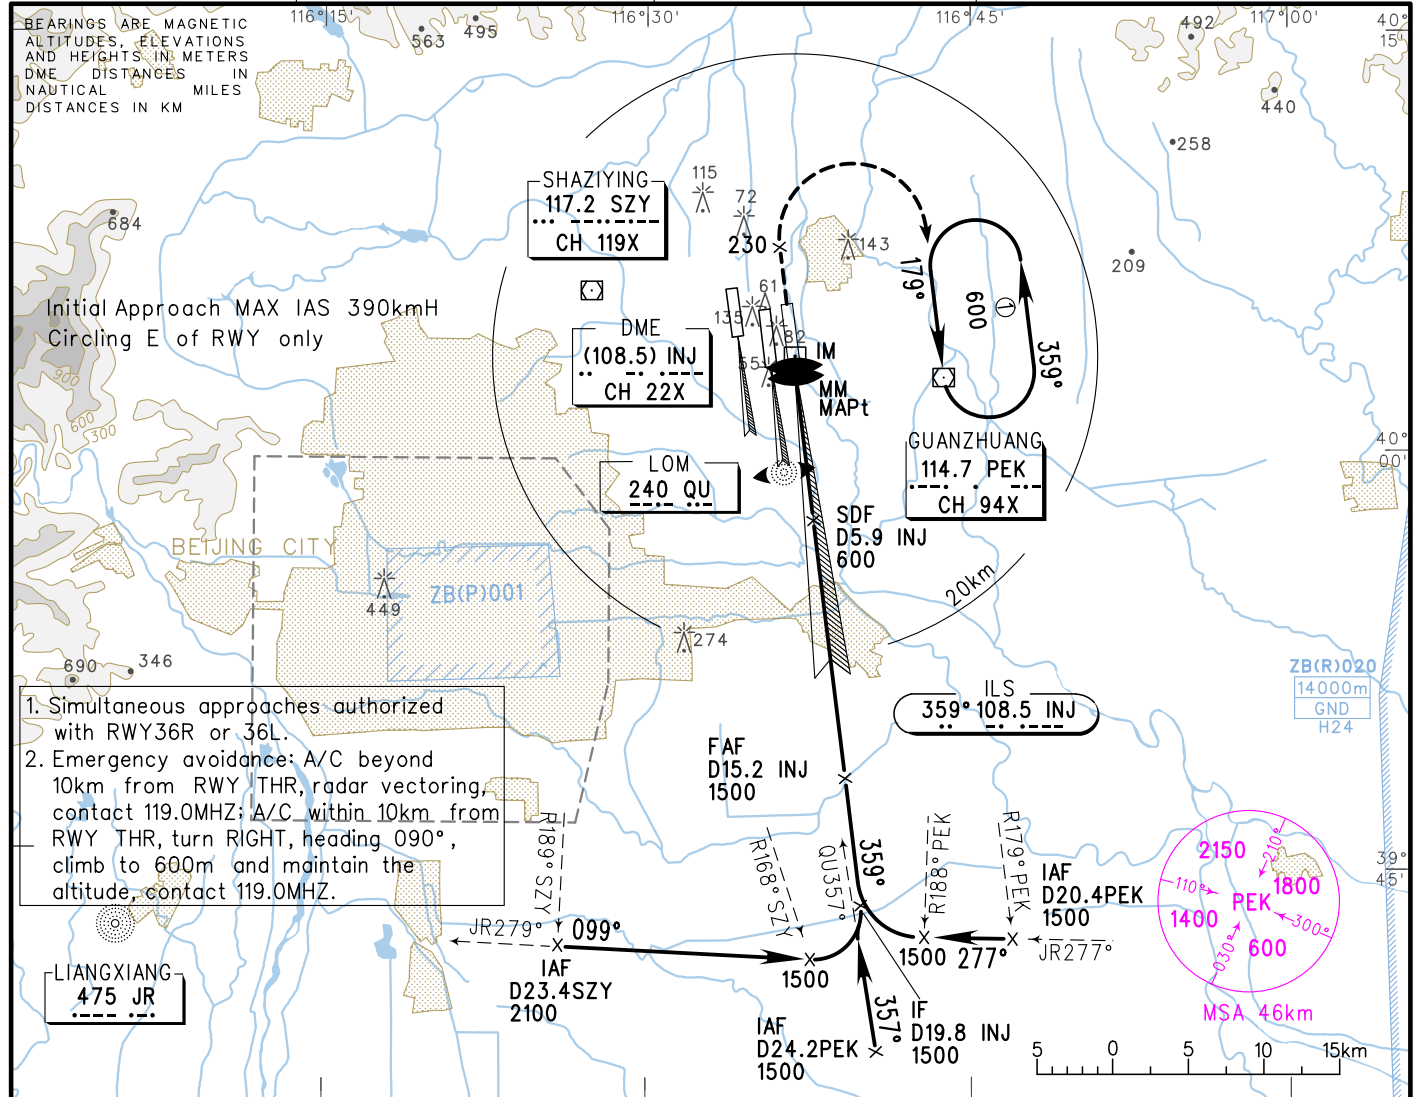 BEARINGS ARE MAGNETIC
ALTITUDES, ELEVATIONS
AND HEIGHTS IN METERS
DME DISTANCES IN
NAUTICAL MILES
DISTANCES IN KM
116°15'
116°30'
116°45'
117°00'
40°
15'
563
495
492
440
258
684
209
SHAZIYING
117.2 SZY
CH 119X
115
72
230
143
Initial Approach MAX IAS 390kmH
Circling E of RWY only
179°
600
1
359°
61
135
82
55
DME
(108.5) INJ
CH 22X
IM
MM
MAPt
900
600
300
GUANZHUANG
114.7 PEK
CH 94X
40°
00'
LOM
240 QU
SDF
D5.9 INJ
600
BEIJING CITY
ZB(P)001
449
20km
274
690
346
ZB(R)020
14000m
GND
H24
ILS
359° 108.5 INJ
1. Simultaneous approaches authorized
with RWY36R or 36L.
2. Emergency avoidance: A/C beyond
10km from RWY THR, radar vectoring,
contact 119.0MHZ; A/C within 10km from
RWY THR, turn RIGHT, heading 090°,
climb to 600m and maintain the
altitude, contact 119.0MHZ.
FAF
D15.2 INJ
1500
R189° SZY
R168° SZY
QU357°
359°
R188° PEK
R179° PEK
IAF
D20.4PEK
1500
39°
45'
2150
210°
110°
1800
PEK
1400
300°
030°
600
MSA 46km
JR279°
099°
IAF
D23.4SZY
2100
1500
1500
277°
JR277°
LIANGXIANG
475 JR
357°
IF
D19.8 INJ
1500
IAF
D24.2PEK
1500
5 0 5 10 15km